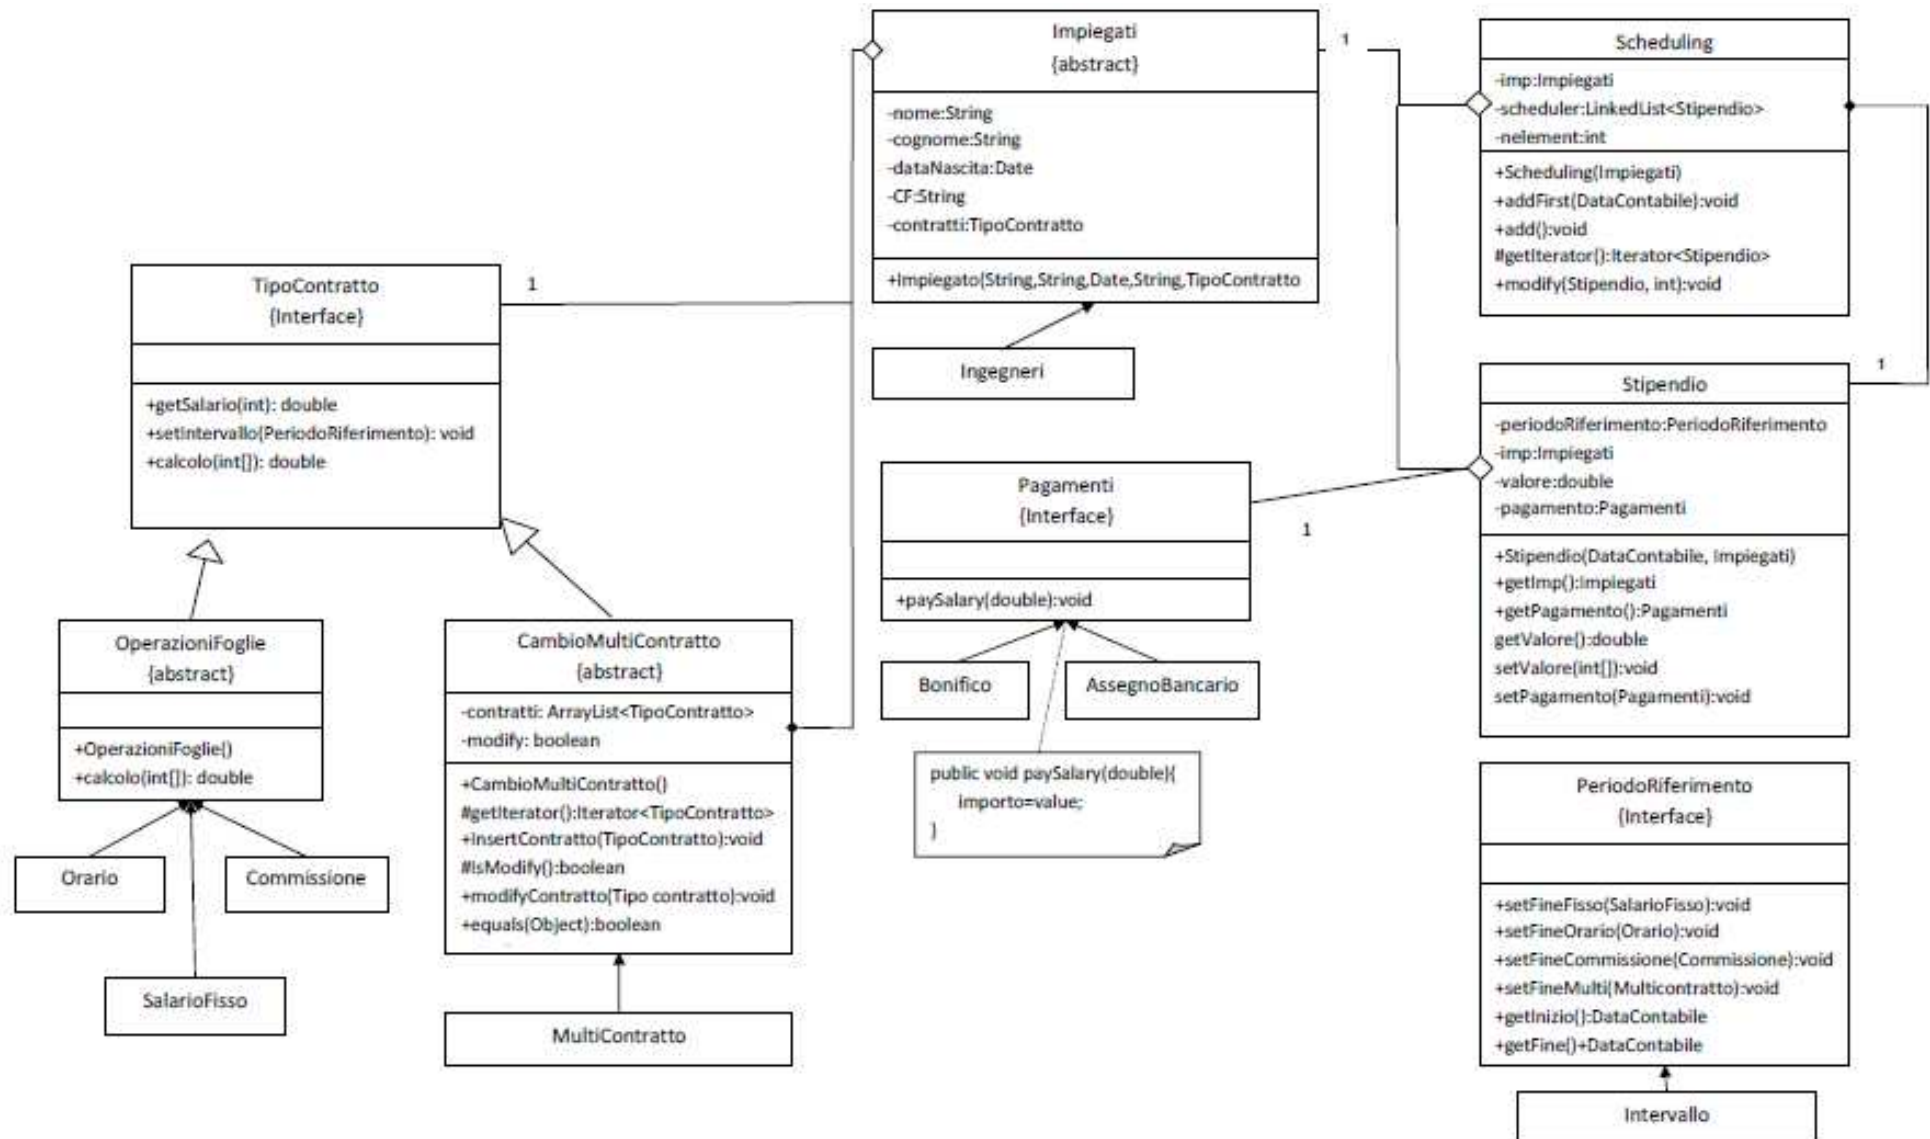 Impiegati
{abstract}
-nome:String
-cognome:String
-dataNascita:Date
-CF:String
-contratti:TipoContratto
+Impiegato(String,String,Date,String,TipoContratto
1
Scheduling
-imp:Impiegati
-scheduler:LinkedList<Stipendio>
-nelement:int
+Scheduling(Impiegati)
+addFirst(DataContabile):void
+add():void
#getIterator():Iterator<Stipendio>
+modify(Stipendio, int):void
TipoContratto
{Interface}
+getSalario(int): double
+setIntervallo(PeriodoRiferimento): void
+calcolo(int[]): double
1
Ingegneri
1
Stipendio
-periodoRiferimento:PeriodoRiferimento
-imp:Impiegati
-valore:double
-pagamento:Pagamenti
+Stipendio(DataContabile, Impiegati)
+getImp():Impiegati
+getPagamento():Pagamenti
getValore():double
setValore(int[]):void
setPagamento(Pagamenti):void
Pagamenti
{Interface}
+paySalary(double):void
1
Bonifico
AssegnoBancario
public void paySalary(double){
importo=value;
}
OperazioniFoglie
{abstract}
+OperazioniFoglie()
+calcolo(int[]): double
CambioMultiContratto
{abstract}
-contratti: ArrayList<TipoContratto>
-modify: boolean
+CambioMultiContratto()
#getIterator():Iterator<TipoContratto>
+insertContratto(TipoContratto):void
#isModify():boolean
+modifyContratto(Tipo contratto):void
+equals(Object):boolean
Orario
Commissione
SalarioFisso
MultiContratto
PeriodoRiferimento
{Interface}
+setFineFisso(SalarioFisso):void
+setFineOrario(Orario):void
+setFineCommissione(Commissione):void
+setFineMulti(Multicontratto):void
+getInizio():DataContabile
+getFine()+DataContabile
Intervallo